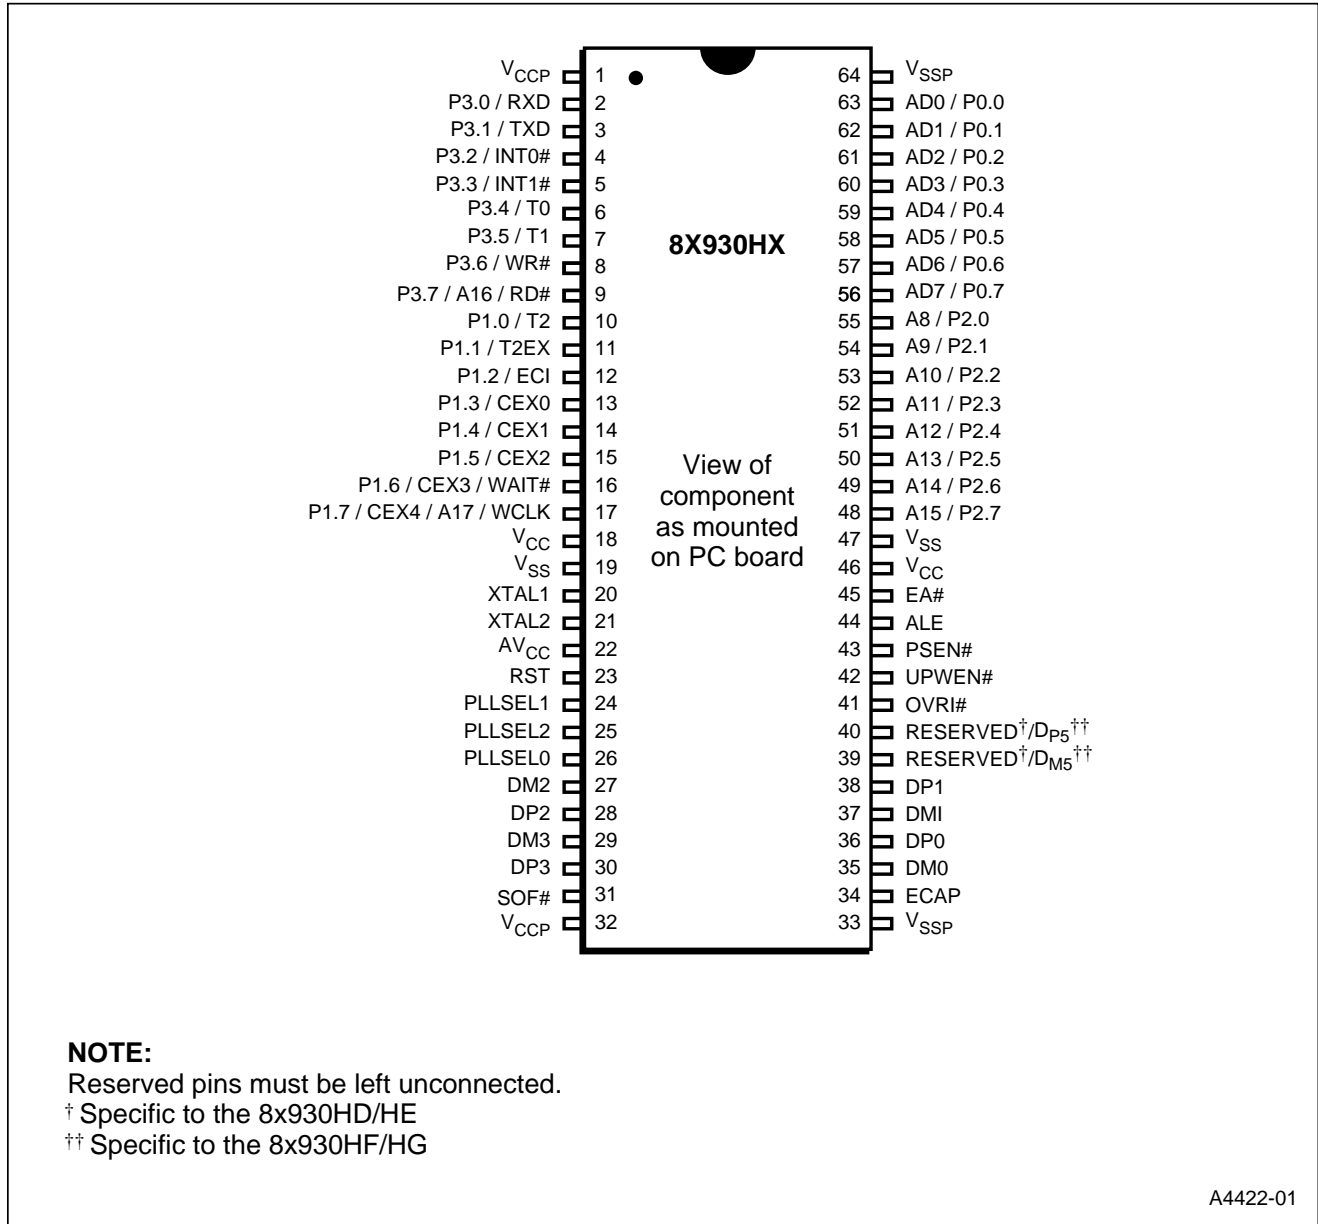 V_CCP 1 64 V_SSP
P3.0 / RXD 2 63 AD0 / P0.0
P3.1 / TXD 3 62 AD1 / P0.1
P3.2 / INT0# 4 61 AD2 / P0.2
P3.3 / INT1# 5 60 AD3 / P0.3
P3.4 / T0 6 59 AD4 / P0.4
P3.5 / T1 7 8X930HX 58 AD5 / P0.5
P3.6 / WR# 8 57 AD6 / P0.6
P3.7 / A16 / RD# 9 56 AD7 / P0.7
P1.0 / T2 10 55 A8 / P2.0
P1.1 / T2EX 11 54 A9 / P2.1
P1.2 / ECI 12 53 A10 / P2.2
P1.3 / CEX0 13 52 A11 / P2.3
P1.4 / CEX1 14 51 A12 / P2.4
P1.5 / CEX2 15 View of 50 A13 / P2.5
P1.6 / CEX3 / WAIT# 16 component 49 A14 / P2.6
P1.7 / CEX4 / A17 / WCLK 17 as mounted 48 A15 / P2.7
V_CC 18 on PC board 47 V_SS
V_SS 19 46 V_CC
XTAL1 20 45 EA#
XTAL2 21 44 ALE
AV_CC 22 43 PSEN#
RST 23 42 UPWEN#
PLLSEL1 24 41 OVRI#
PLLSEL2 25 40 RESERVED†/D_P5††
PLLSEL0 26 39 RESERVED†/D_M5††
DM2 27 38 DP1
DP2 28 37 DMI
DM3 29 36 DP0
DP3 30 35 DM0
SOF# 31 34 ECAP
V_CCP 32 33 V_SSP
NOTE:
Reserved pins must be left unconnected.
† Specific to the 8x930HD/HE
†† Specific to the 8x930HF/HG
A4422-01